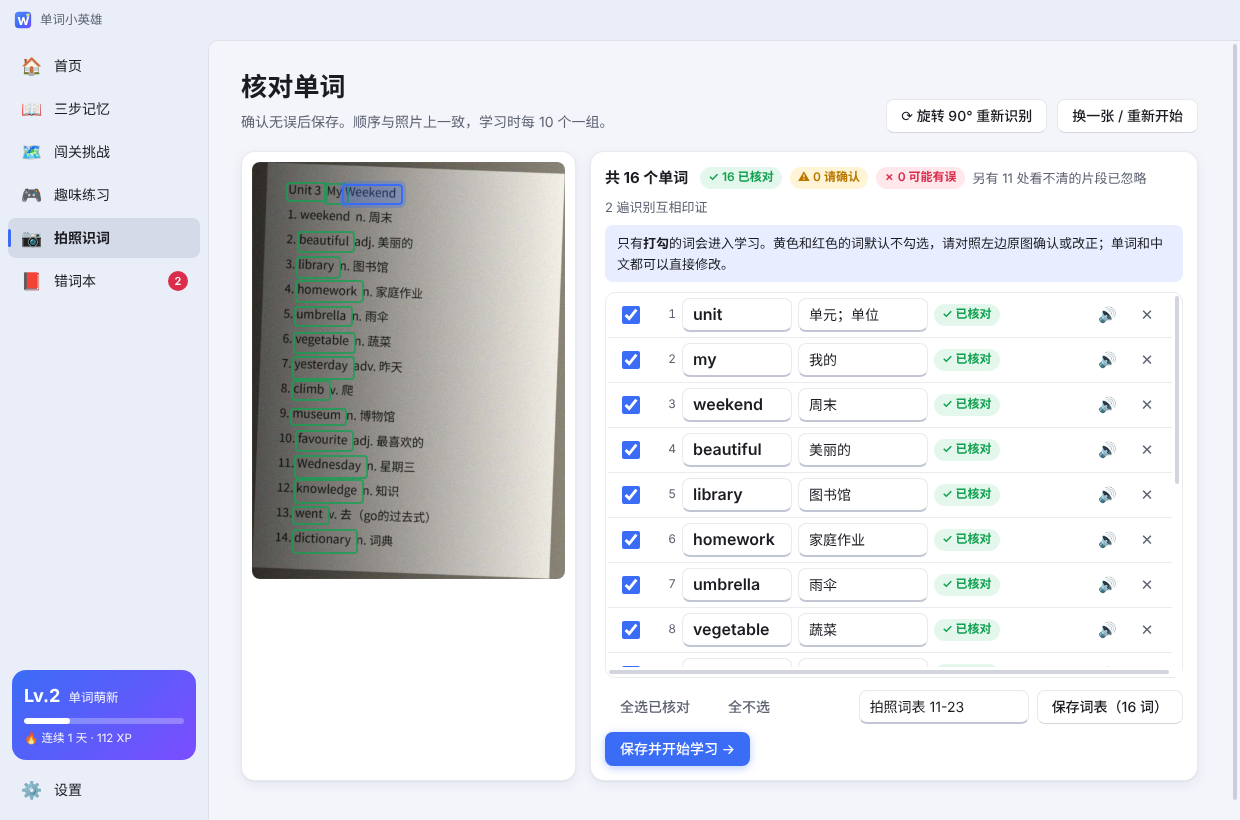 单词小英雄
首页
三步记忆
闯关挑战
趣味练习
拍照识词
错词本
2
Lv.2 单词萌新
连续 1 天 · 112 XP
设置
核对单词
确认无误后保存。顺序与照片上一致，学习时每 10 个一组。
⟳ 旋转 90° 重新识别
换一张 / 重新开始
Unit 3 My Weekend
1. weekend n. 周末
2. beautiful adj. 美丽的
3. library n. 图书馆
4. homework n. 家庭作业
5. umbrella n. 雨伞
6. vegetable n. 蔬菜
7. yesterday adv. 昨天
8. climb v. 爬
9. museum n. 博物馆
10. favourite adj. 最喜欢的
11. Wednesday n. 星期三
12. knowledge n. 知识
13. went v. 去（go的过去式）
14. dictionary n. 词典
共 16 个单词 ✓ 16 已核对 ⚠ 0 请确认 × 0 可能有误 另有 11 处看不清的片段已忽略
2 遍识别互相印证
只有打勾的词会进入学习。黄色和红色的词默认不勾选，请对照左边原图确认或改正；单词和中
文都可以直接修改。
1 unit 单元；单位 ✓ 已核对
2 my 我的 ✓ 已核对
3 weekend 周末 ✓ 已核对
4 beautiful 美丽的 ✓ 已核对
5 library 图书馆 ✓ 已核对
6 homework 家庭作业 ✓ 已核对
7 umbrella 雨伞 ✓ 已核对
8 vegetable 蔬菜 ✓ 已核对
全选已核对 全不选 拍照词表 11-23 保存词表（16 词）
保存并开始学习 →